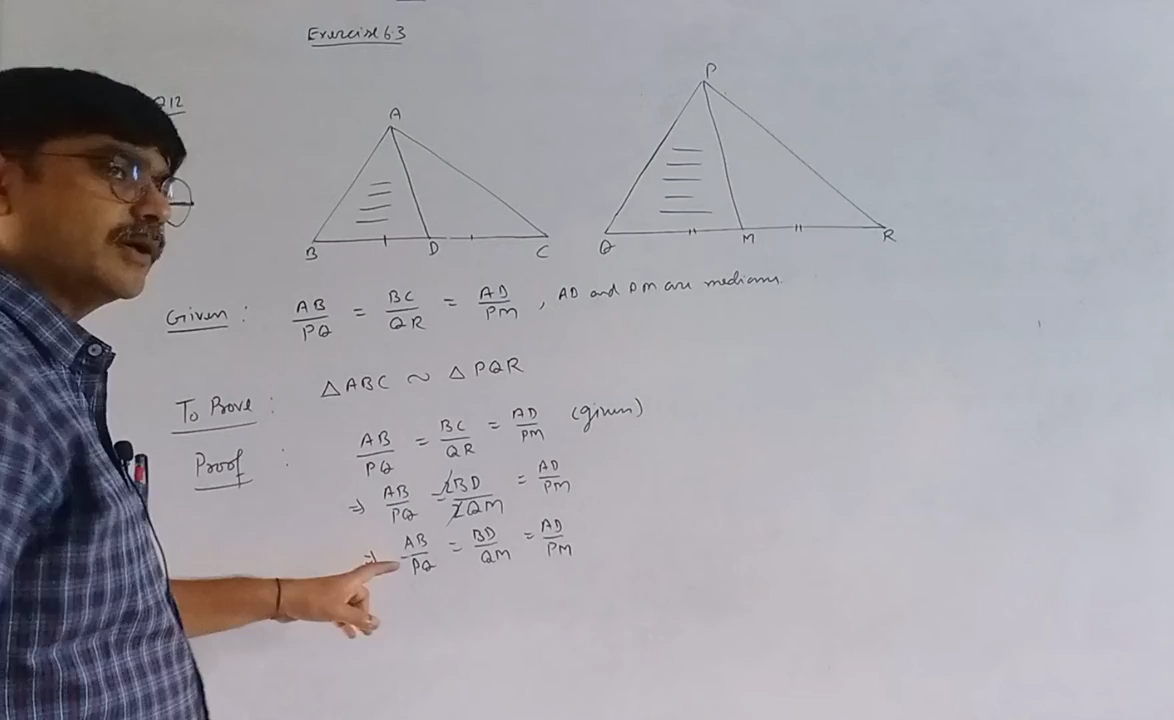 Exercise 6.3
Q12
A
P
B D C
Q M R
Given : AB/PQ = BC/QR = AD/PM , AD and PM are medians.
To Prove : △ABC ~ △PQR
Proof : AB/PQ = BC/QR = AD/PM (given)
⇒ AB/PQ = 2BD/2QM = AD/PM
⇒ AB/PQ = BD/QM = AD/PM